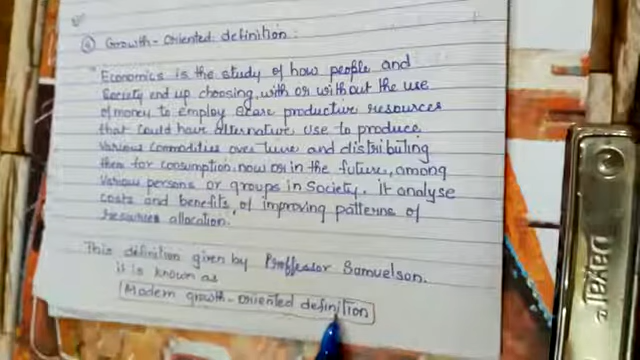 ④ Growth-Oriented definition:
"Economics is the study of how people and
Society end up choosing, with or without the use
of money to employ scarc productive resources
that could have alternative use to produce
Various commodities over time and distributing
them for consumption, now or in the future, among
Various persons or groups in Society. it analyse
costs and benefits, of improving patterns of
resources allocation.
This definition given by Proffessor Samuelson.
it is known as
Modern growth-oriented definition
Dayal